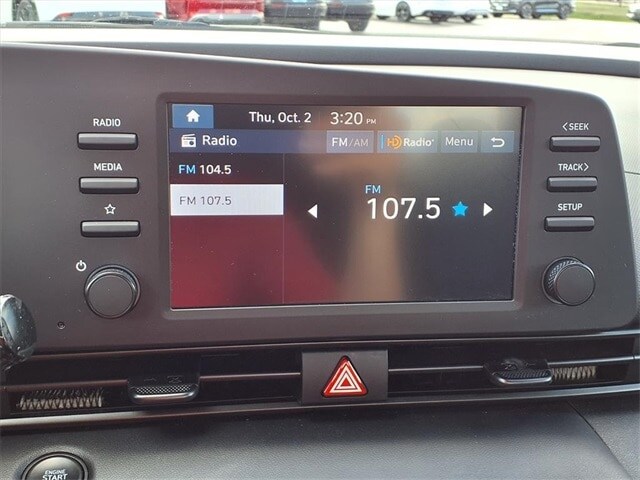 RADIO
MEDIA
Thu, Oct. 2 3:20 PM
Radio FM/AM HD Radio Menu
FM 104.5
FM 107.5
FM
107.5
<SEEK
TRACK>
SETUP
ENGINE
START